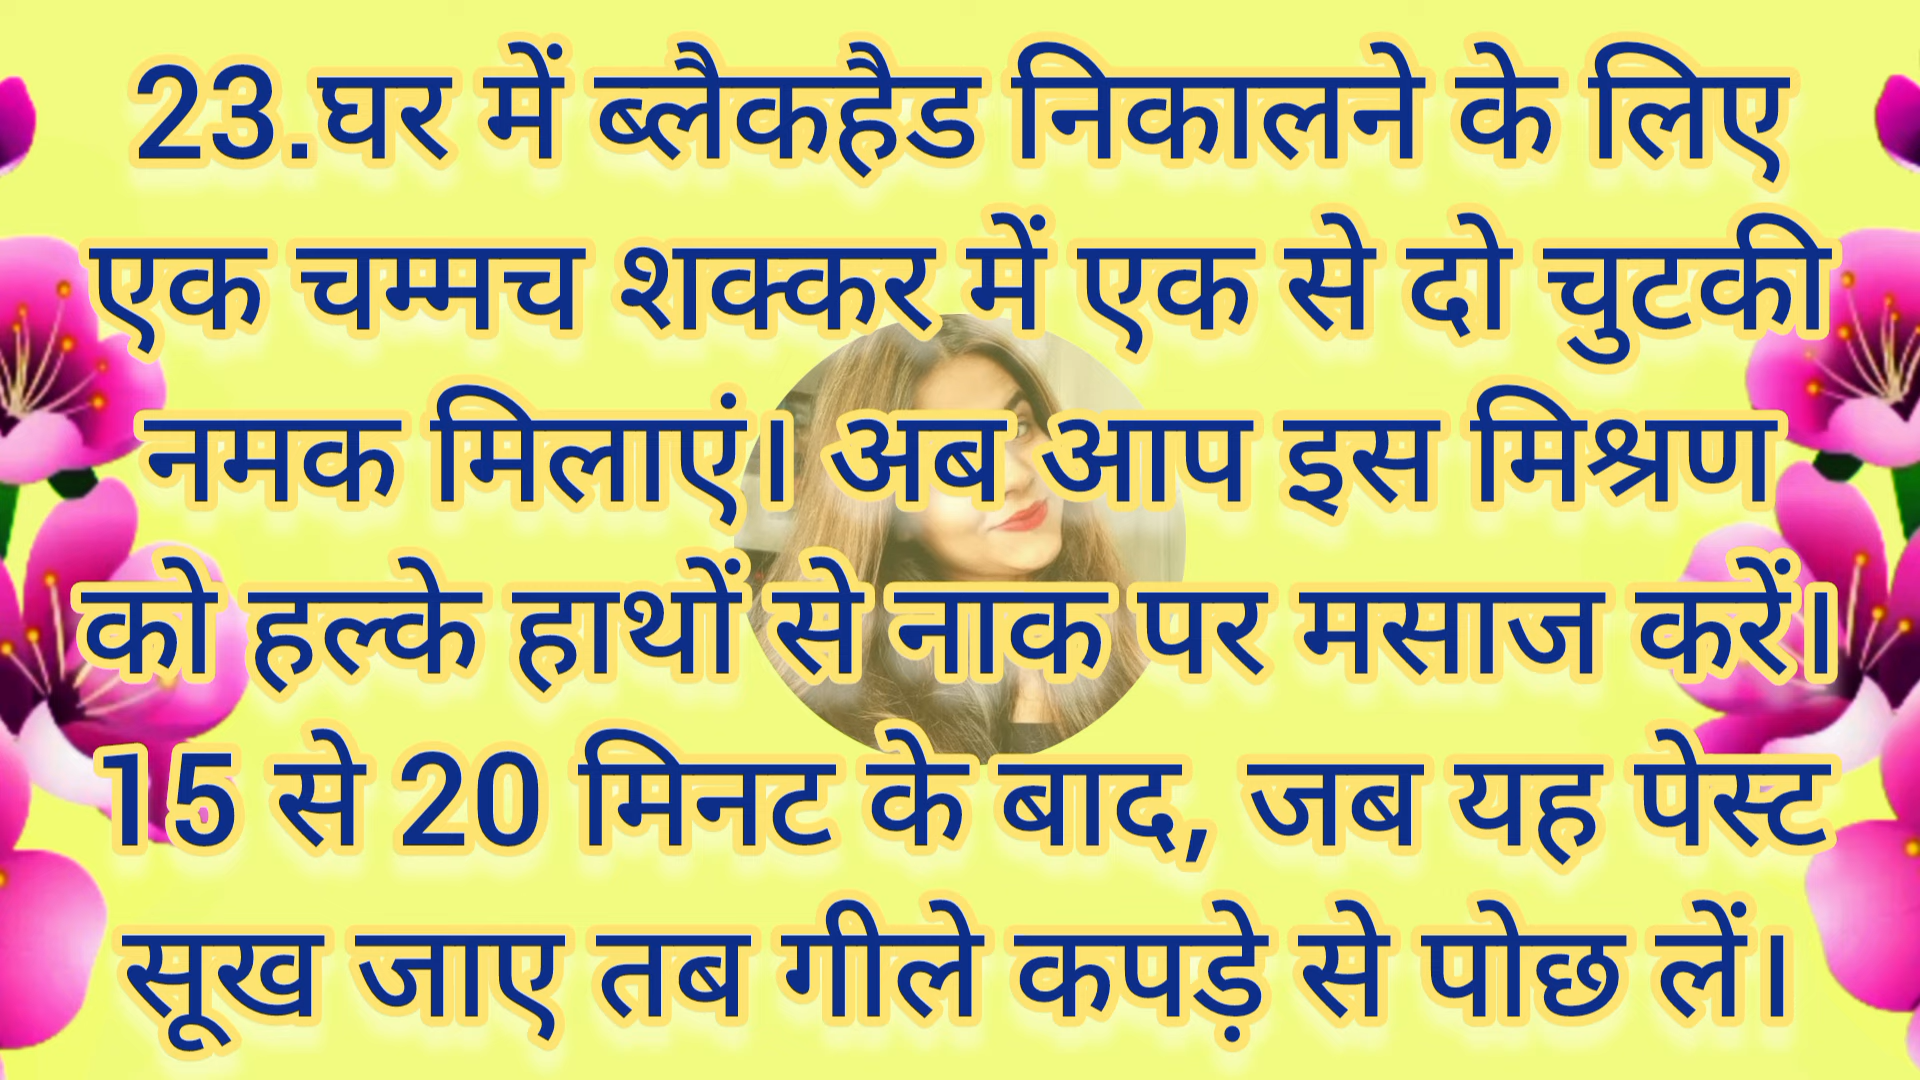 23.घर में ब्लैकहैड निकालने के लिए
एक चम्मच शक्कर में एक से दो चुटकी
नमक मिलाएं। अब आप इस मिश्रण
को हल्के हाथों से नाक पर मसाज करें।
15 से 20 मिनट के बाद, जब यह पेस्ट
सूख जाए तब गीले कपड़े से पोछ लें।